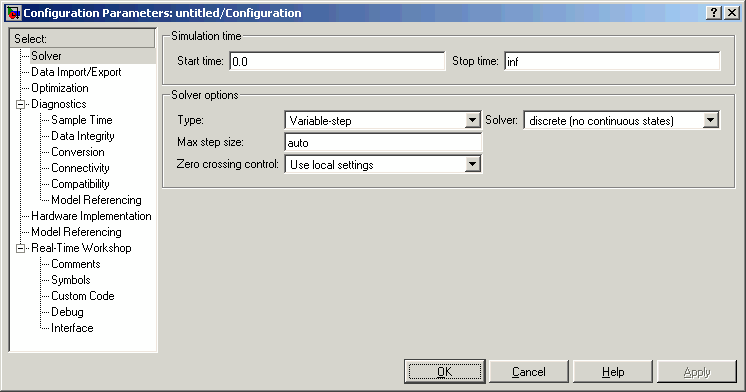 Configuration Parameters: untitled/Configuration
Select:
Solver
Data Import/Export
Optimization
Diagnostics
Sample Time
Data Integrity
Conversion
Connectivity
Compatibility
Model Referencing
Hardware Implementation
Model Referencing
Real-Time Workshop
Comments
Symbols
Custom Code
Debug
Interface
Simulation time
Start time: 0.0 Stop time: inf
Solver options
Type: Variable-step Solver: discrete (no continuous states)
Max step size: auto
Zero crossing control: Use local settings
OK Cancel Help Apply